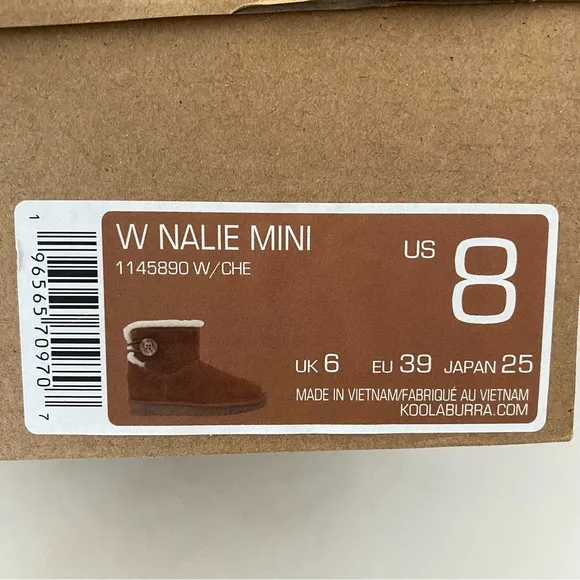 W NALIE MINI
1145890 W/CHE
US 8
UK 6 EU 39 JAPAN 25
MADE IN VIETNAM/FABRIQUÉ AU VIETNAM
KOOLABURRA.COM
1 96565 70970 7